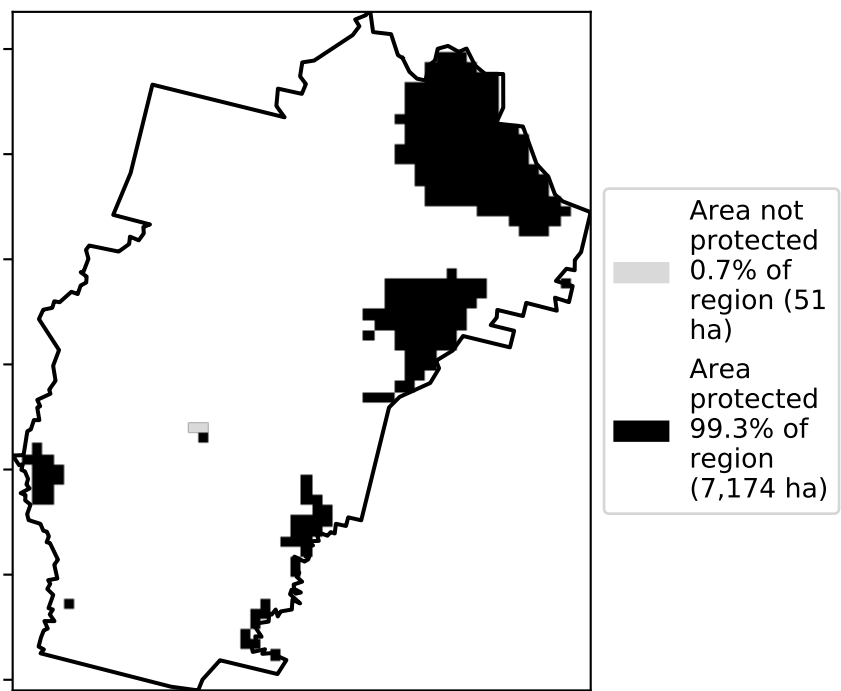 Area not
protected
0.7% of
region (51
ha)
Area
protected
99.3% of
region
(7,174 ha)